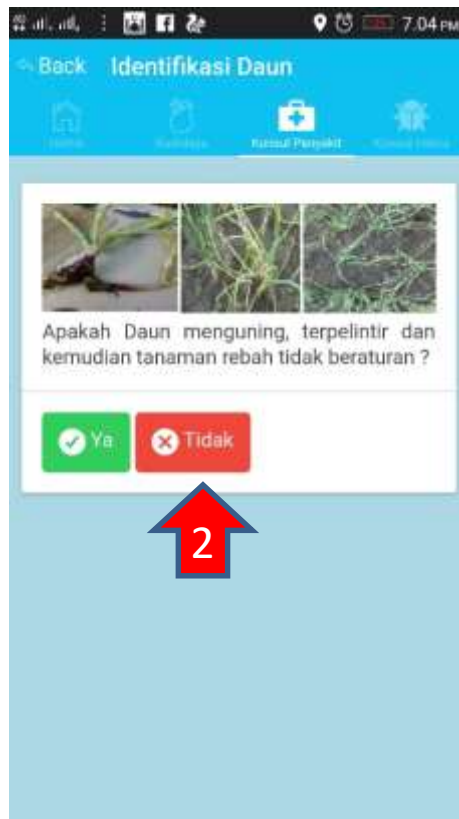 7.04 PM
Back Identifikasi Daun
Konsul Penyakit
Apakah Daun menguning, terpelintir dan
kemudian tanaman rebah tidak beraturan ?
Ya Tidak
2